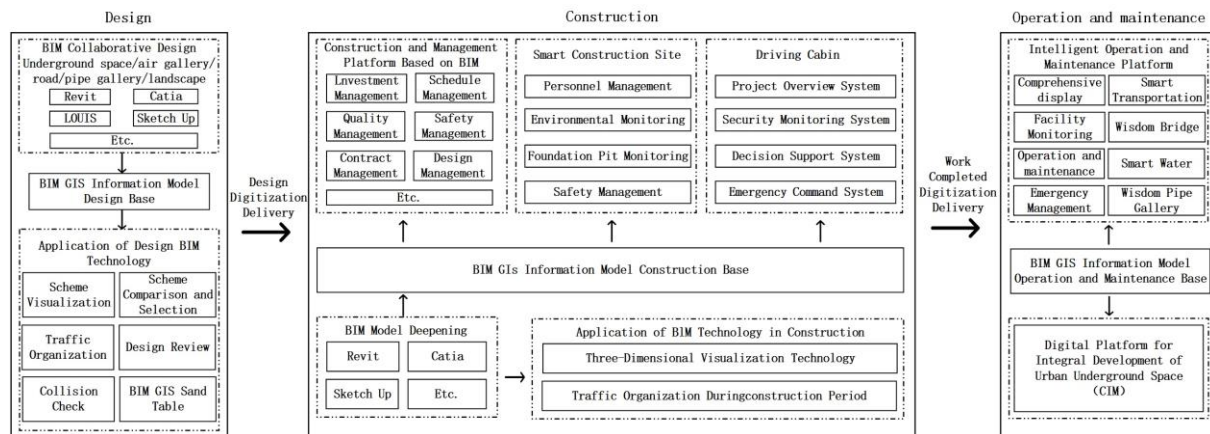 Design
BIM Collaborative Design
Underground space/air gallery/
road/pipe gallery/landscape
Revit
Catia
LOUIS
Sketch Up
Etc.
BIM GIS Information Model
Design Base
Application of Design BIM
Technology
Scheme
Visualization
Scheme
Comparison and
Selection
Traffic
Organization
Design Review
Collision
Check
BIM GIS Sand
Table
Design
Digitization
Delivery
Construction
Construction and Management
Platform Based on BIM
Lnvestment
Management
Schedule
Management
Quality
Management
Safety
Management
Contract
Management
Design
Management
Etc.
Smart Construction Site
Personnel Management
Environmental Monitoring
Foundation Pit Monitoring
Safety Management
Driving Cabin
Project Overview System
Security Monitoring System
Decision Support System
Emergency Command System
BIM GIs Information Model Construction Base
BIM Model Deepening
Revit
Catia
Sketch Up
Etc.
Application of BIM Technology in Construction
Three-Dimensional Visualization Technology
Traffic Organization Duringconstruction Period
Work
Completed
Digitization
Delivery
Operation and maintenance
Intelligent Operation and
Maintenance Platform
Comprehensive
display
Smart
Transportation
Facility
Monitoring
Wisdom Bridge
Operation and
maintenance
Smart Water
Emergency
Management
Wisdom Pipe
Gallery
BIM GIS Information Model
Operation and Maintenance Base
Digital Platform for
Integral Development of
Urban Underground Space
(CIM)